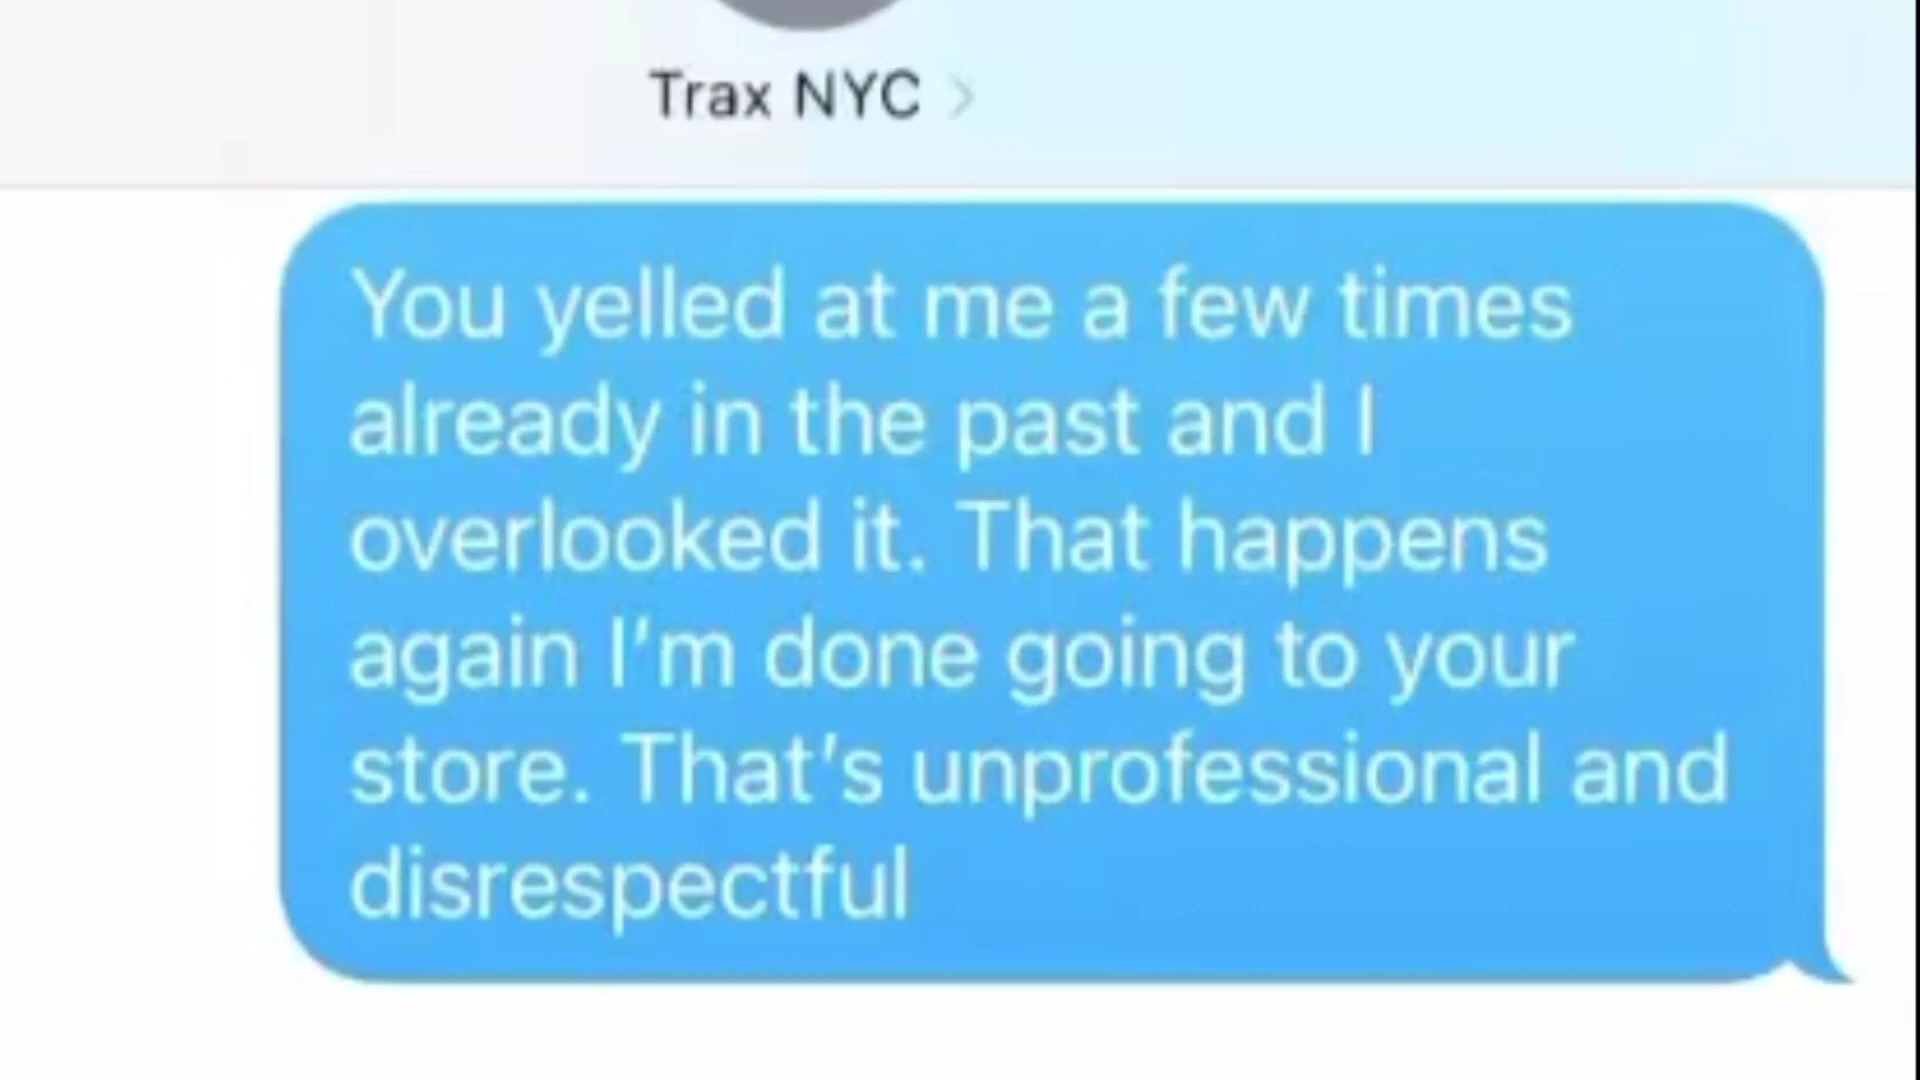 Trax NYC
You yelled at me a few times
already in the past and I
overlooked it. That happens
again I'm done going to your
store. That's unprofessional and
disrespectful